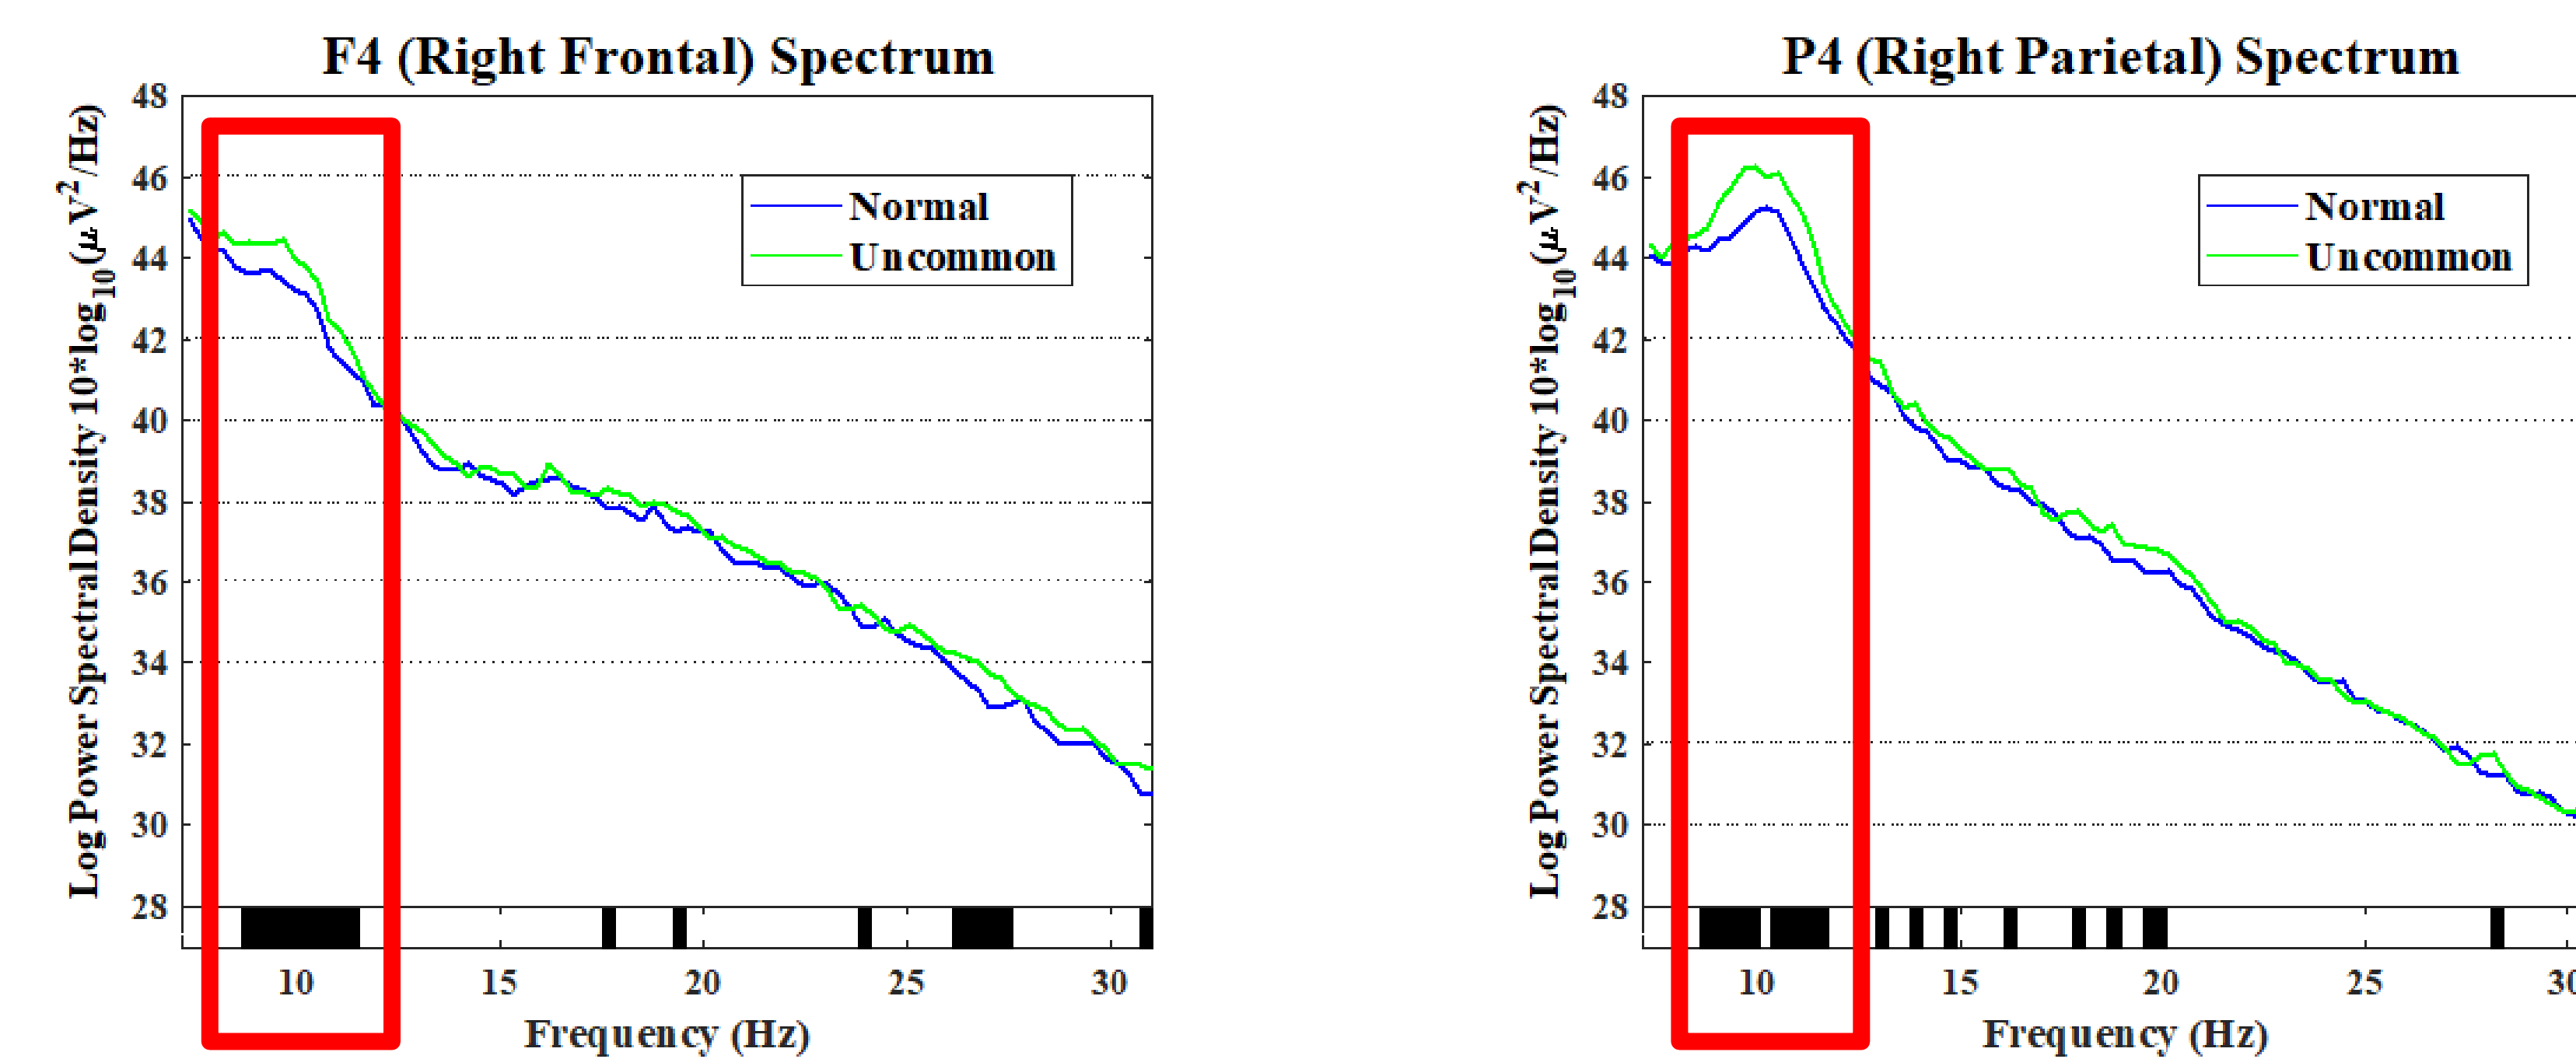 F4 (Right Frontal) Spectrum
Log Power Spectral Density 10*log10(μV²/Hz)
48
46
44
42
40
38
36
34
32
30
28
Normal
Uncommon
10 15 20 25 30
Frequency (Hz)
P4 (Right Parietal) Spectrum
Log Power Spectral Density 10*log10(μV²/Hz)
48
46
44
42
40
38
36
34
32
30
28
Normal
Uncommon
10 15 20 25
Frequency (Hz)